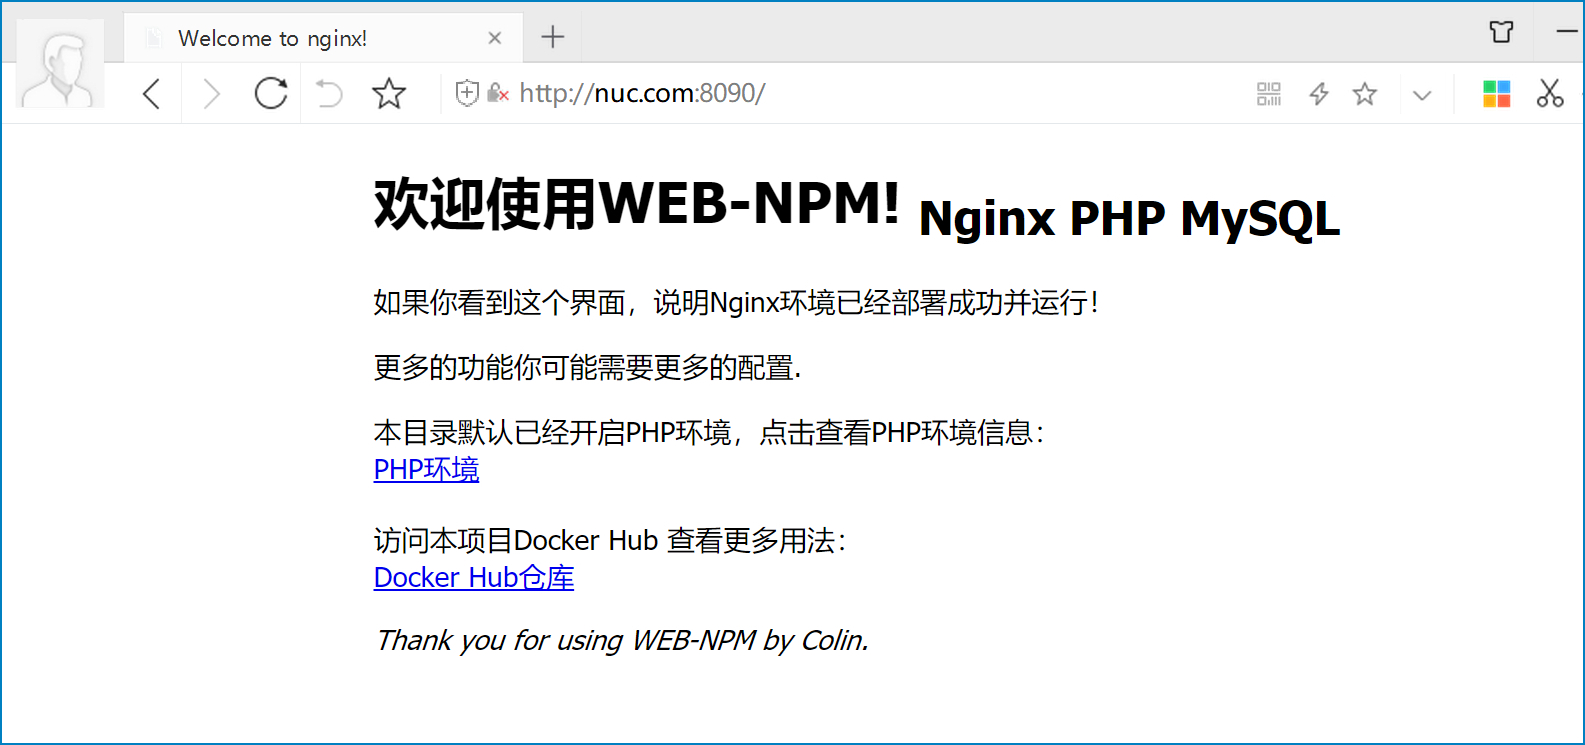 Welcome to nginx!
http://nuc.com:8090/
欢迎使用WEB-NPM! Nginx PHP MySQL
如果你看到这个界面，说明Nginx环境已经部署成功并运行！
更多的功能你可能需要更多的配置.
本目录默认已经开启PHP环境，点击查看PHP环境信息：
PHP环境
访问本项目Docker Hub 查看更多用法：
Docker Hub仓库
Thank you for using WEB-NPM by Colin.